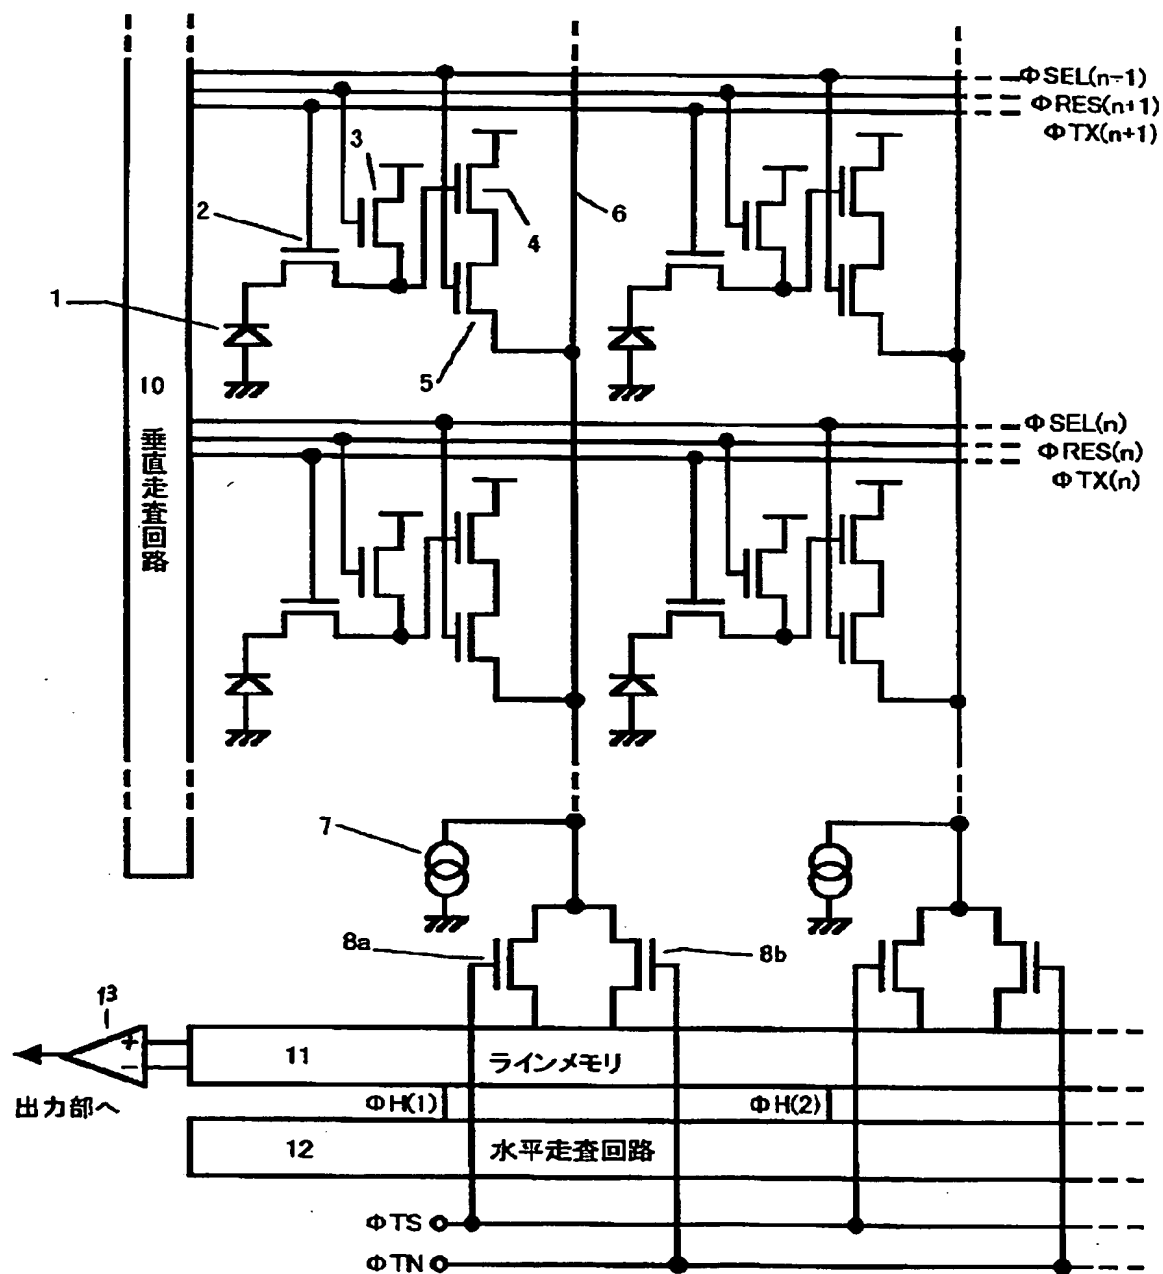 ΦSEL(n-1)
ΦRES(n+1)
ΦTX(n+1)
3
2
4
6
1
5
10
垂直走査回路
ΦSEL(n)
ΦRES(n)
ΦTX(n)
7
8a
8b
13
+
−
11
ラインメモリ
出力部へ
ΦH(1)
ΦH(2)
12
水平走査回路
ΦTS
ΦTN